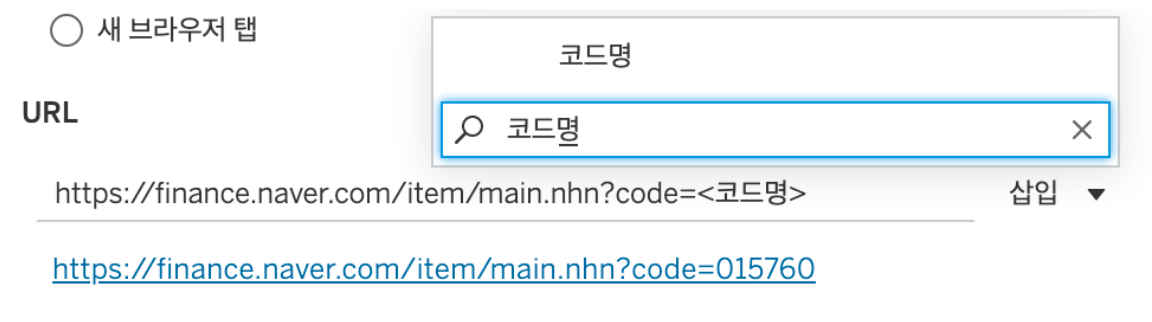 새 브라우저 탭
코드명
URL
코드명
https://finance.naver.com/item/main.nhn?code=<코드명>
삽입
https://finance.naver.com/item/main.nhn?code=015760